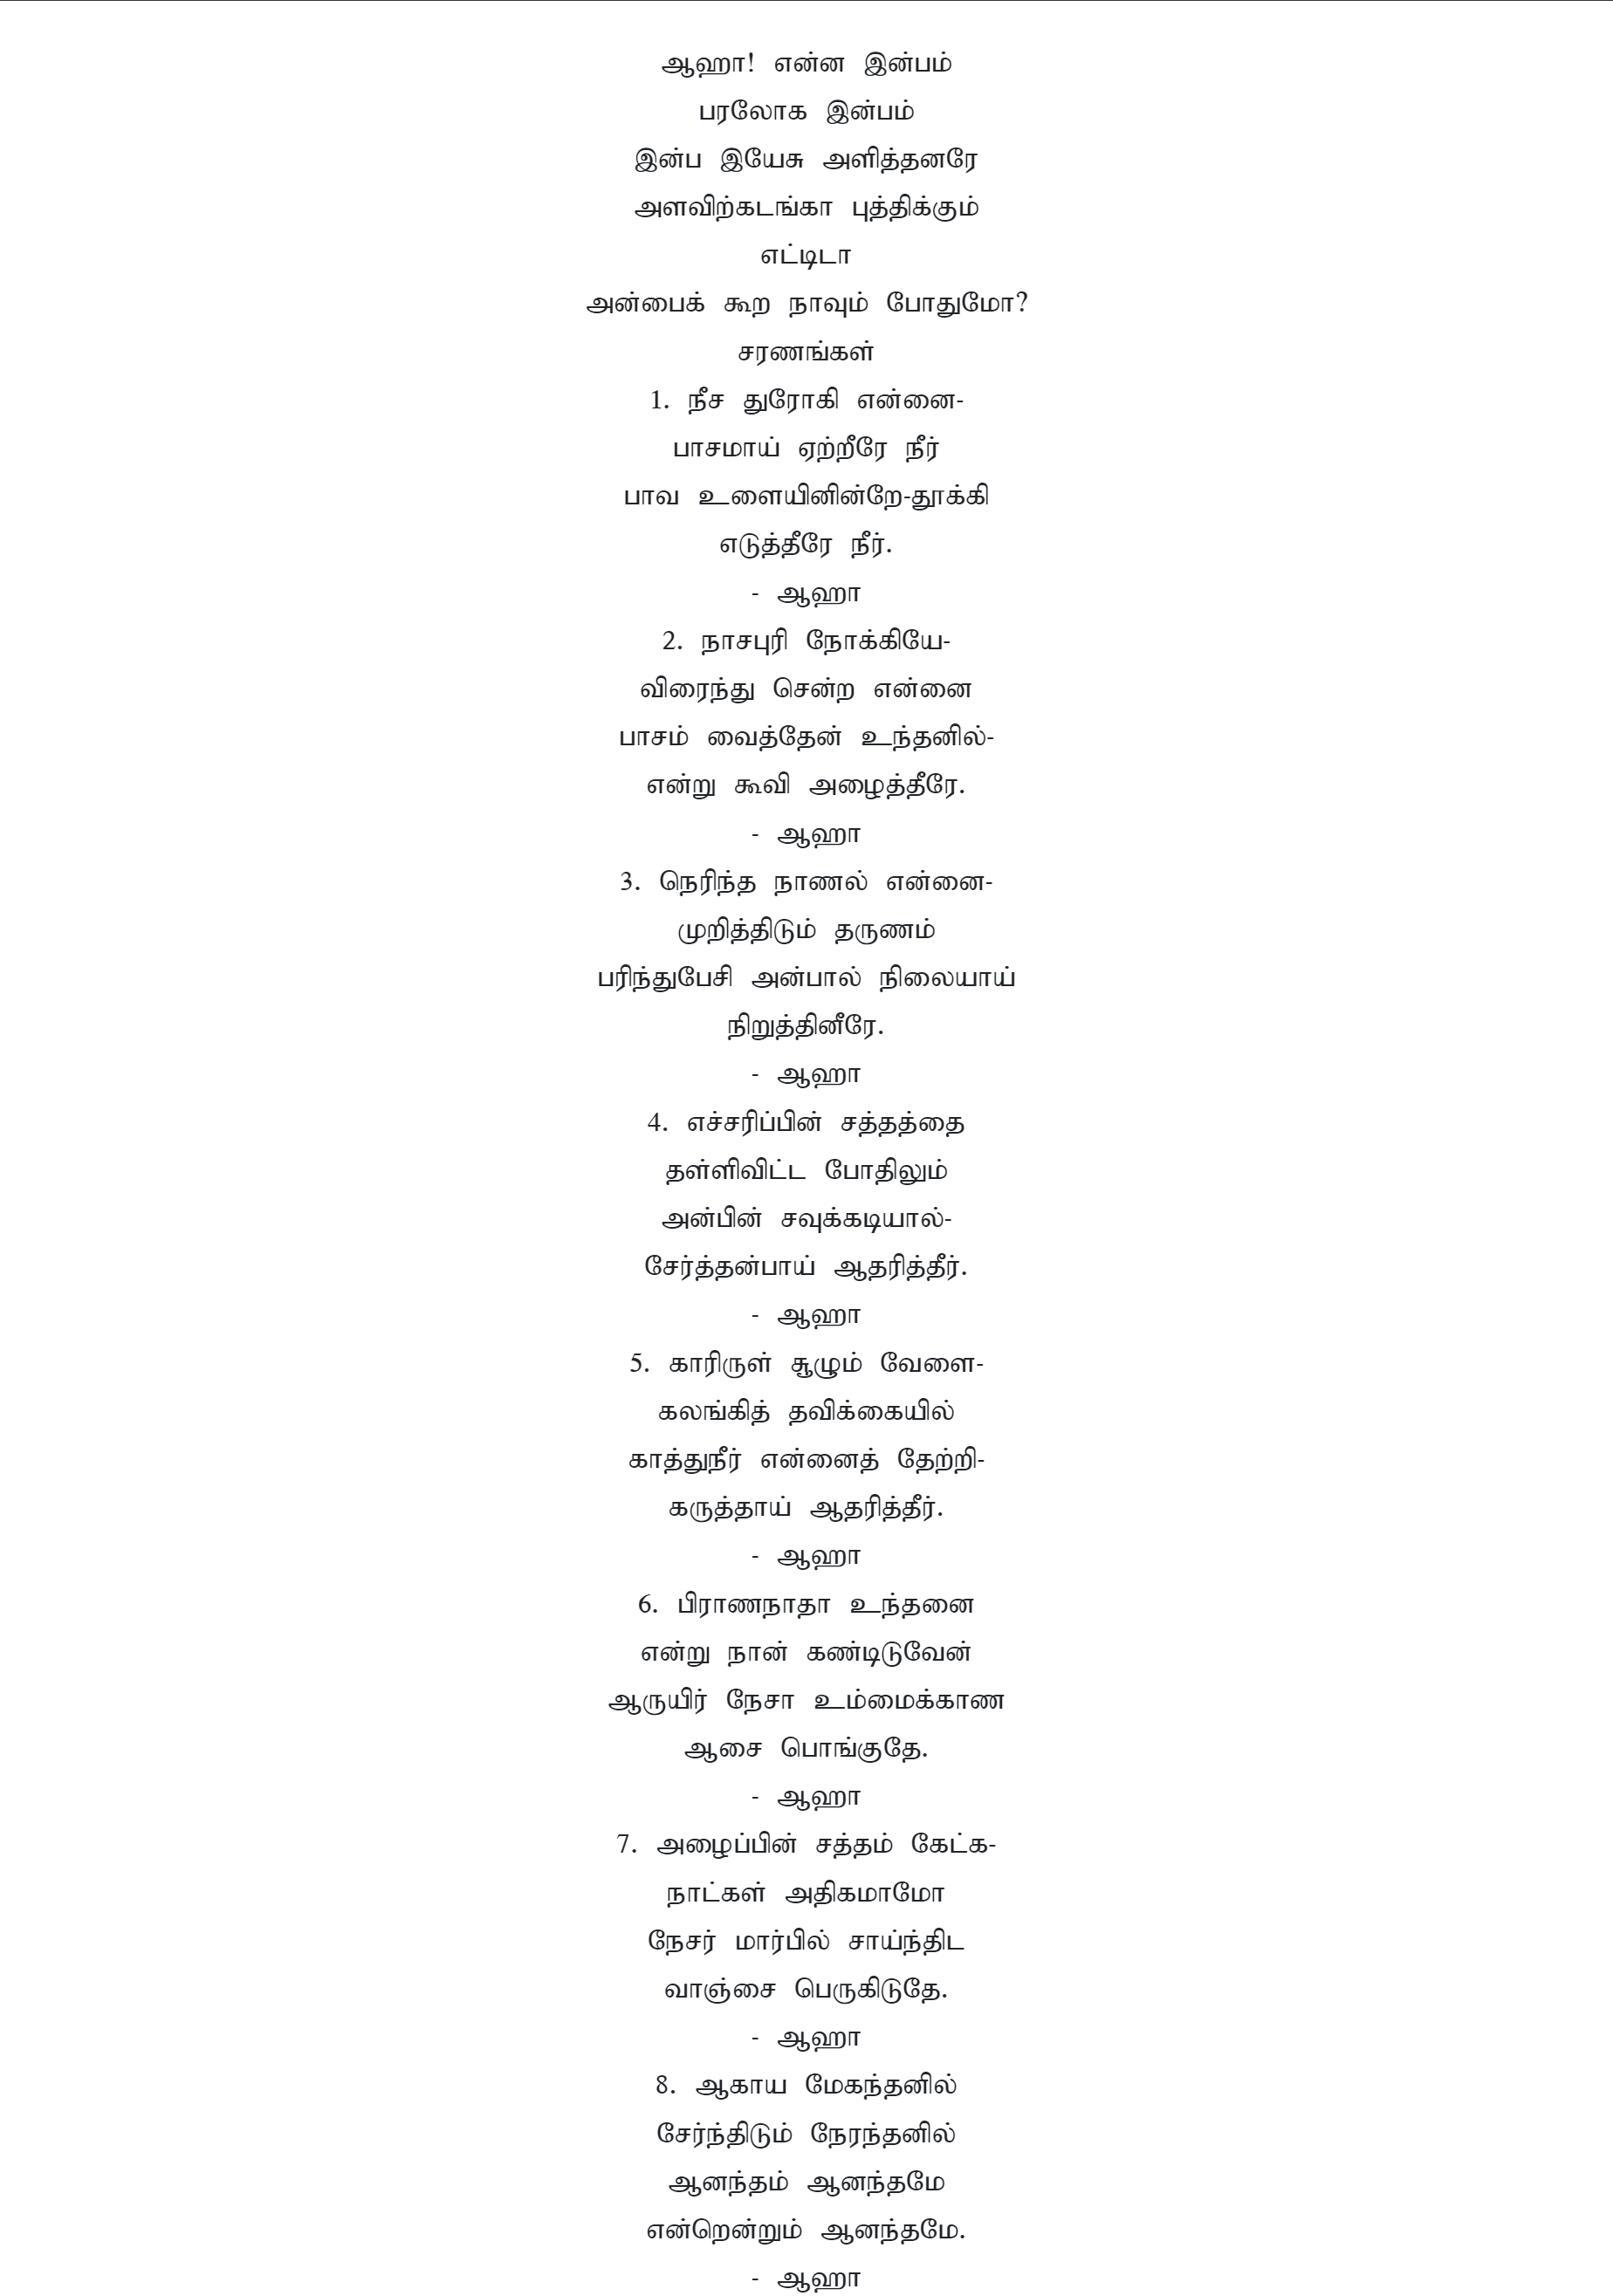 ஆஹா! என்ன இன்பம்
பரலோக இன்பம்
இன்ப இயேசு அளித்தனரே
அளவிற்கடங்கா புத்திக்கும்
எட்டிடா
அன்பைக் கூற நாவும் போதுமோ?
சரணங்கள்
1. நீச துரோகி என்னை-
பாசமாய் ஏற்றீரே நீர்
பாவ உளையினின்றே-தூக்கி
எடுத்தீரே நீர்.
- ஆஹா
2. நாசபுரி நோக்கியே-
விரைந்து சென்ற என்னை
பாசம் வைத்தேன் உந்தனில்-
என்று கூவி அழைத்தீரே.
- ஆஹா
3. நெரிந்த நாணல் என்னை-
முறித்திடும் தருணம்
பரிந்துபேசி அன்பால் நிலையாய்
நிறுத்தினீரே.
- ஆஹா
4. எச்சரிப்பின் சத்தத்தை
தள்ளிவிட்ட போதிலும்
அன்பின் சவுக்கடியால்-
சேர்த்தன்பாய் ஆதரித்தீர்.
- ஆஹா
5. காரிருள் சூழும் வேளை-
கலங்கித் தவிக்கையில்
காத்துநீர் என்னைத் தேற்றி-
கருத்தாய் ஆதரித்தீர்.
- ஆஹா
6. பிராணநாதா உந்தனை
என்று நான் கண்டிடுவேன்
ஆருயிர் நேசா உம்மைக்காண
ஆசை பொங்குதே.
- ஆஹா
7. அழைப்பின் சத்தம் கேட்க-
நாட்கள் அதிகமாமோ
நேசர் மார்பில் சாய்ந்திட
வாஞ்சை பெருகிடுதே.
- ஆஹா
8. ஆகாய மேகந்தனில்
சேர்ந்திடும் நேரந்தனில்
ஆனந்தம் ஆனந்தமே
என்றென்றும் ஆனந்தமே.
- ஆஹா